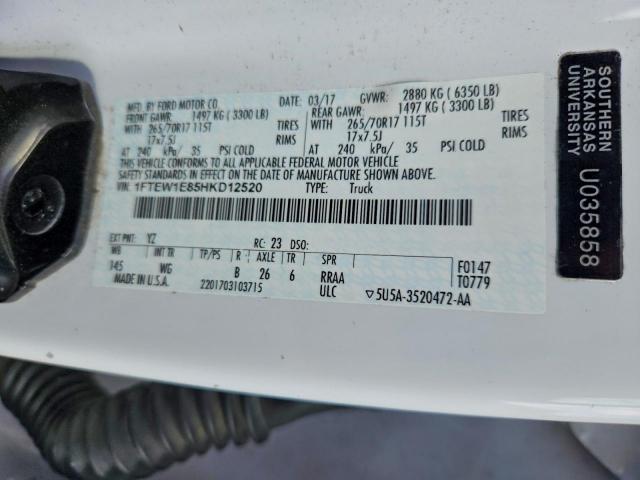 MFD. BY FORD MOTOR CO.
DATE: 03/17 GVWR: 2880 KG ( 6350 LB)
FRONT GAWR: 1497 KG ( 3300 LB)
REAR GAWR: 1497 KG ( 3300 LB)
WITH 265/70R17 115T TIRES
WITH 265/70R17 115T TIRES
17x7.5J RIMS
17x7.5J RIMS
AT 240 kPa/ 35 PSI COLD
AT 240 kPa/ 35 PSI COLD
THIS VEHICLE CONFORMS TO ALL APPLICABLE FEDERAL MOTOR VEHICLE
SAFETY STANDARDS IN EFFECT ON THE DATE OF MANUFACTURE SHOWN ABOVE.
VIN: 1FTEW1E85HKD12520 TYPE: Truck
EXT PNT: YZ RC: 23 DSO:
WB INT TR TP/PS R AXLE TR SPR
145 WG B 26 6 RRAA
F0147
T0779
MADE IN U.S.A. 2201703103715 ULC
▽5U5A-3520472-AA
SOUTHERN
ARKANSAS
UNIVERSITY
U035858